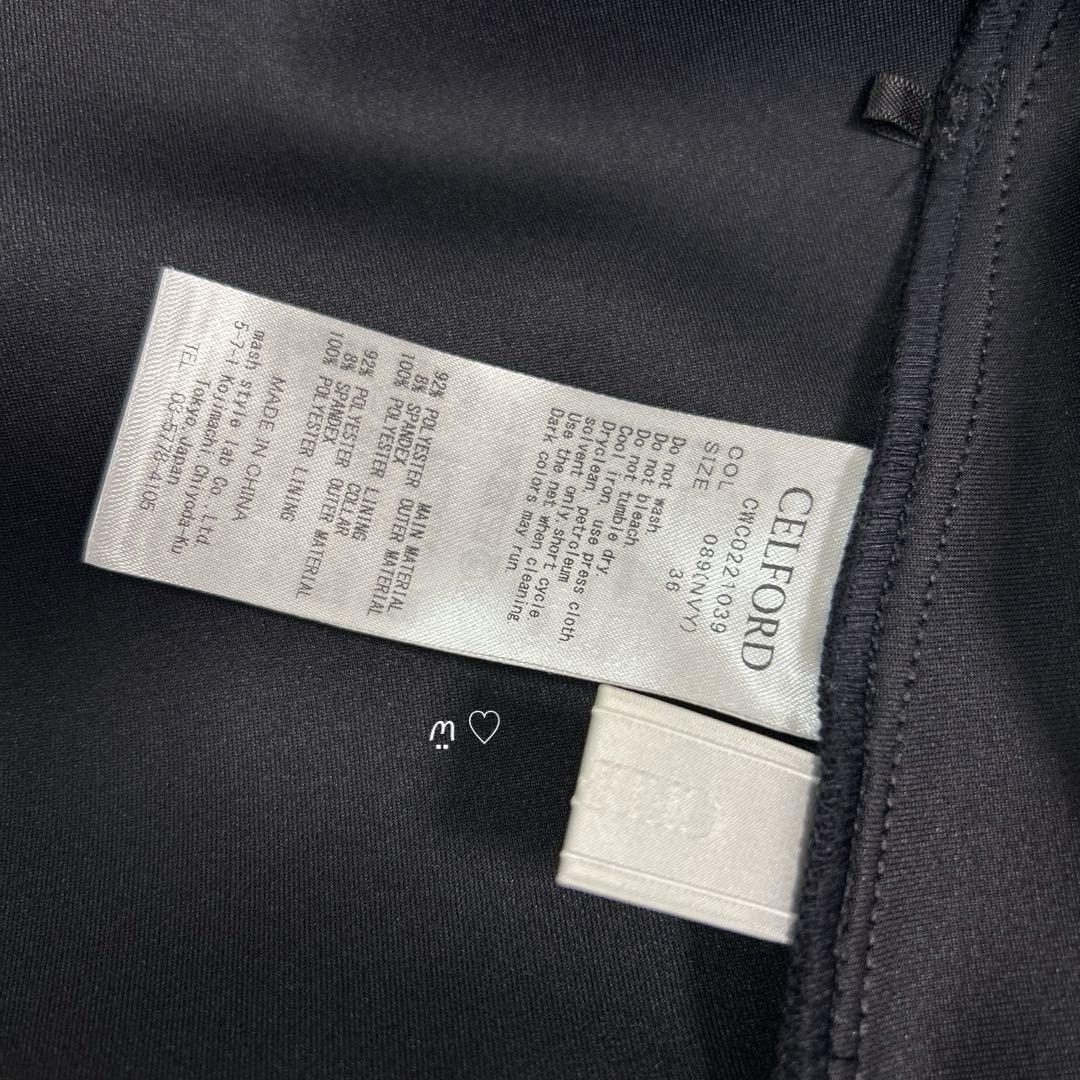 CELFORD
CWC0221039
COL 089(NVY)
SIZE 36
Do not wash
Do not bleach
Do not tumble dry.
Cool iron, use press cloth
Dryclean, petroleum
solvent only.short cycle.
Use the net when cleaning
Dark colors may run
MAIN MATERIAL
92% POLYESTER OUTER MATERIAL
8% SPANDEX
100% POLYESTER LINING
COLLAR
92% POLYESTER OUTER MATERIAL
8% SPANDEX
100% POLYESTER LINING
MADE IN CHINA
mash style lab Co.,ltd.
5-7-1 Kojimachi Chiyoda-ku
Tokyo Japan
TEL 03-5778-4105